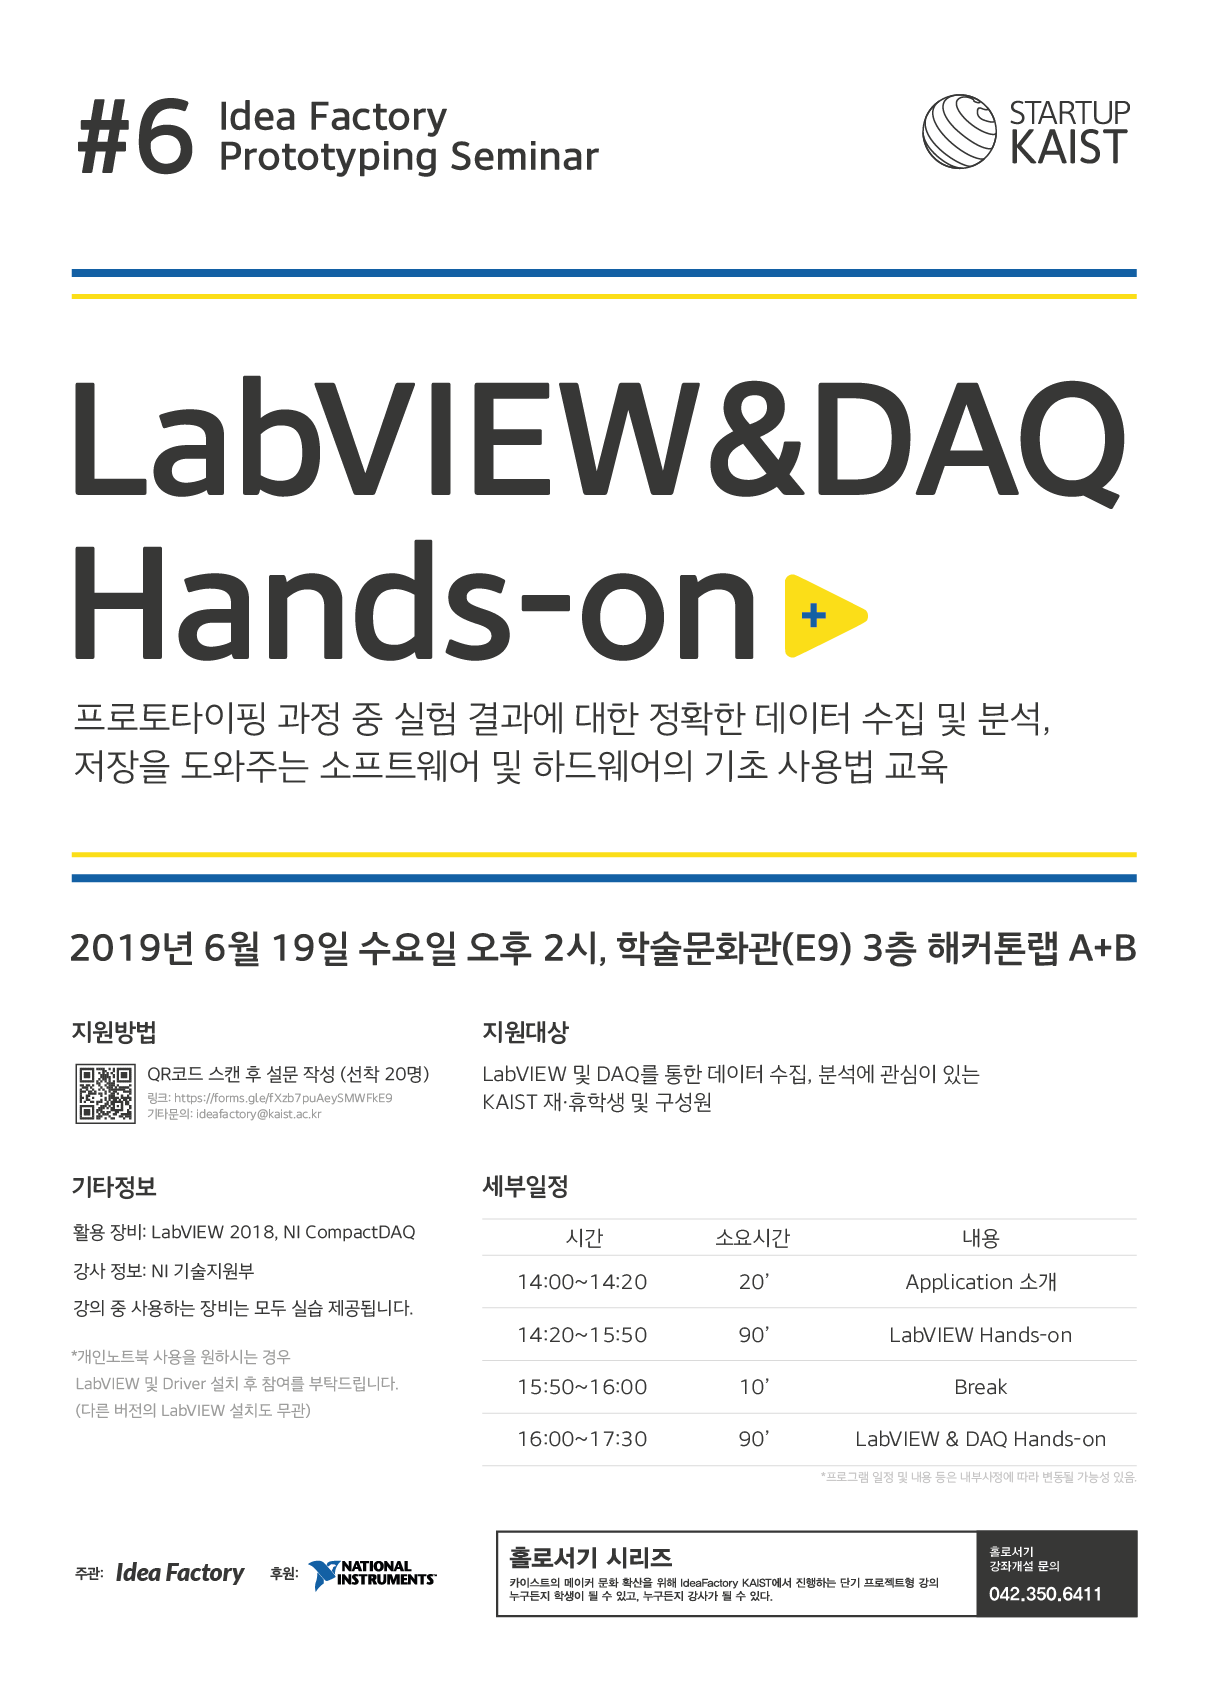 #6 Idea Factory
Prototyping Seminar
STARTUP
KAIST
LabVIEW&DAQ
Hands-on
+
프로토타이핑 과정 중 실험 결과에 대한 정확한 데이터 수집 및 분석,
저장을 도와주는 소프트웨어 및 하드웨어의 기초 사용법 교육
2019년 6월 19일 수요일 오후 2시, 학술문화관(E9) 3층 해커톤랩 A+B
지원방법
QR코드 스캔 후 설문 작성 (선착 20명)
링크: https://forms.gle/fXzb7puAeySMWFkE9
기타문의: ideafactory@kaist.ac.kr
지원대상
LabVIEW 및 DAQ를 통한 데이터 수집, 분석에 관심이 있는
KAIST 재·휴학생 및 구성원
기타정보
활용 장비: LabVIEW 2018, NI CompactDAQ
강사 정보: NI 기술지원부
강의 중 사용하는 장비는 모두 실습 제공됩니다.
*개인노트북 사용을 원하시는 경우
LabVIEW 및 Driver 설치 후 참여를 부탁드립니다.
(다른 버전의 LabVIEW 설치도 무관)
세부일정
시간 소요시간 내용
14:00~14:20 20’ Application 소개
14:20~15:50 90’ LabVIEW Hands-on
15:50~16:00 10’ Break
16:00~17:30 90’ LabVIEW & DAQ Hands-on
*프로그램 일정 및 내용 등은 내부사정에 따라 변동될 가능성 있음.
주관: Idea Factory 후원: NATIONAL
INSTRUMENTS™
홀로서기 시리즈
카이스트의 메이커 문화 확산을 위해 IdeaFactory KAIST에서 진행하는 단기 프로젝트형 강의
누구든지 학생이 될 수 있고, 누구든지 강사가 될 수 있다.
홀로서기
강좌개설 문의
042.350.6411